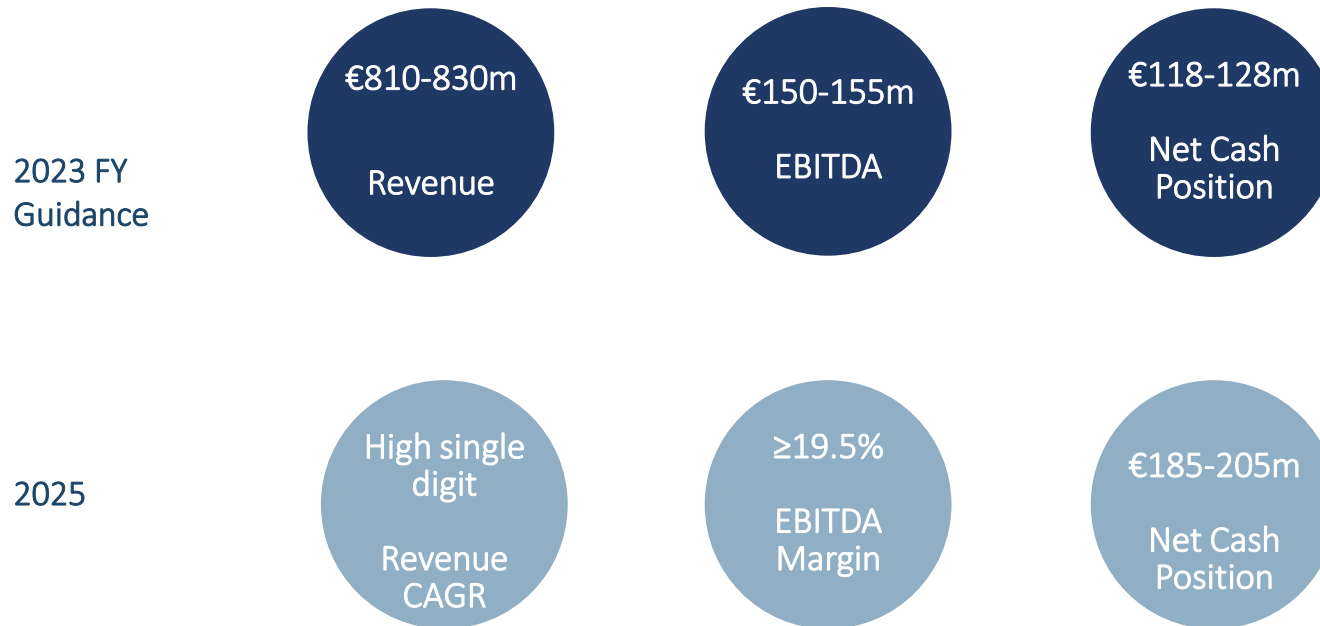 2023 FY
Guidance
€810-830m
Revenue
€150-155m
EBITDA
€118-128m
Net Cash
Position
2025
High single
digit
Revenue
CAGR
≥19.5%
EBITDA
Margin
€185-205m
Net Cash
Position